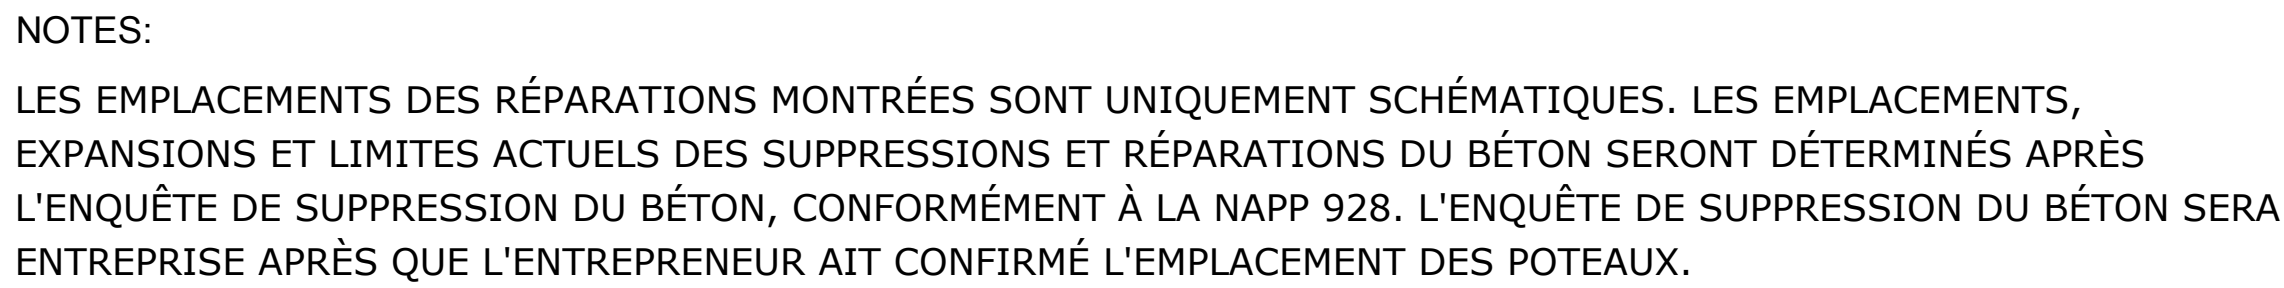 NOTES:
LES EMPLACEMENTS DES RÉPARATIONS MONTRÉES SONT UNIQUEMENT SCHÉMATIQUES. LES EMPLACEMENTS,
EXPANSIONS ET LIMITES ACTUELS DES SUPPRESSIONS ET RÉPARATIONS DU BÉTON SERONT DÉTERMINÉS APRÈS
L'ENQUÊTE DE SUPPRESSION DU BÉTON, CONFORMÉMENT À LA NAPP 928. L'ENQUÊTE DE SUPPRESSION DU BÉTON SERA
ENTREPRISE APRÈS QUE L'ENTREPRENEUR AIT CONFIRMÉ L'EMPLACEMENT DES POTEAUX.